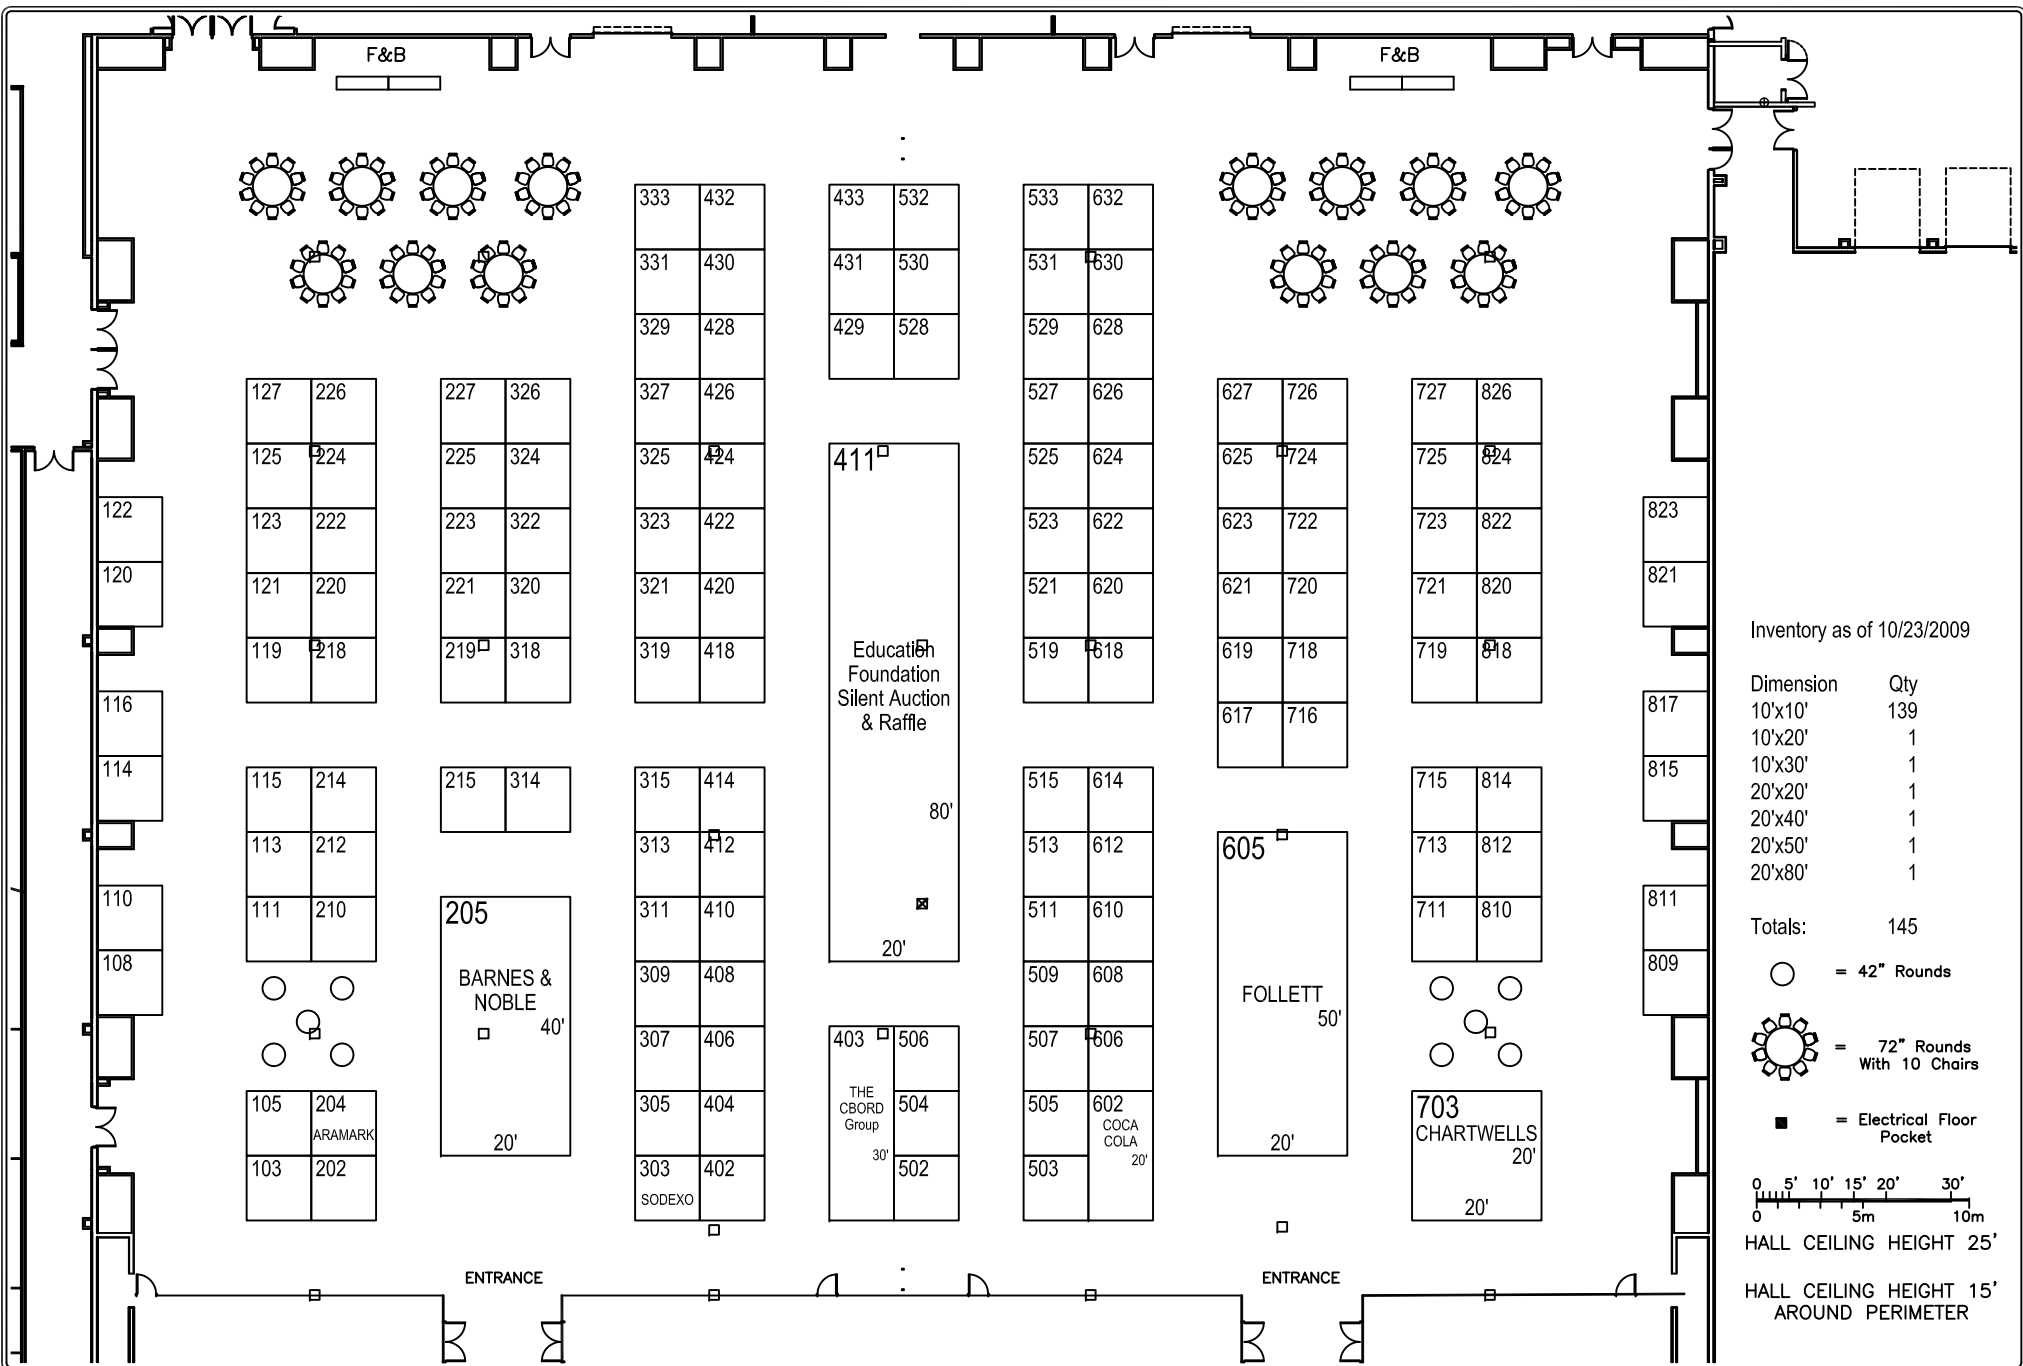 F&B F&B
333 432 433 532 533 632
331 430 431 530 531 630
329 428 429 528 529 628
127 226 227 326 327 426 527 626 627 726 727 826
125 224 225 324 325 424 411 525 624 625 724 725 824
122 123 222 223 322 323 422 523 622 623 722 723 822 823
120 121 220 221 320 321 420 521 620 621 720 721 820 821
119 218 219 318 319 418 519 618 619 718 719 818
Education
Foundation
Silent Auction
& Raffle
80'
20'
116 617 716 817
114 115 214 215 314 315 414 515 614 715 814 815
113 212 313 412 513 612 605 713 812
110 111 210 205 311 410 511 610 711 810 811
108 309 408 509 608 809
BARNES &
NOBLE
40'
20'
FOLLETT
50'
20'
307 406 403 506 507 606
THE
CBORD
Group
30'
105 204 305 404 504 505 602 703
ARAMARK
COCA
COLA
20'
CHARTWELLS
20'
20'
103 202 303 402 502 503
SODEXO
ENTRANCE ENTRANCE
Inventory as of 10/23/2009
Dimension Qty
10'x10' 139
10'x20' 1
10'x30' 1
20'x20' 1
20'x40' 1
20'x50' 1
20'x80' 1
Totals: 145
= 42" Rounds
= 72" Rounds
With 10 Chairs
= Electrical Floor
Pocket
0 5' 10' 15' 20' 30'
0 5m 10m
HALL CEILING HEIGHT 25'
HALL CEILING HEIGHT 15'
AROUND PERIMETER